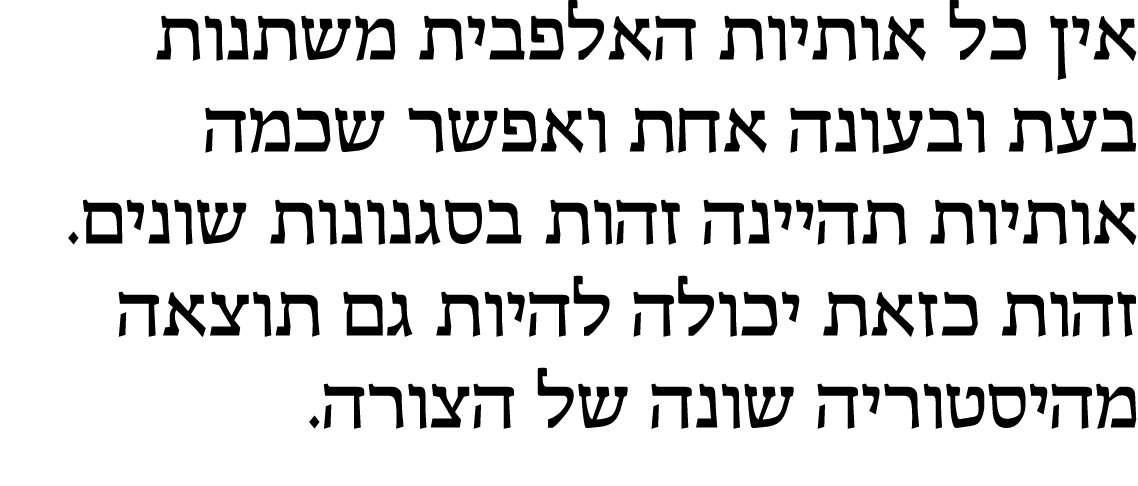 אין כל אותיות האלפבית משתנות
בעת ובעונה אחת ואפשר שכמה
אותיות תהיינה זהות בסגנונות שונים.
זהות כזאת יכולה להיות גם תוצאה
מהיסטוריה שונה של הצורה.